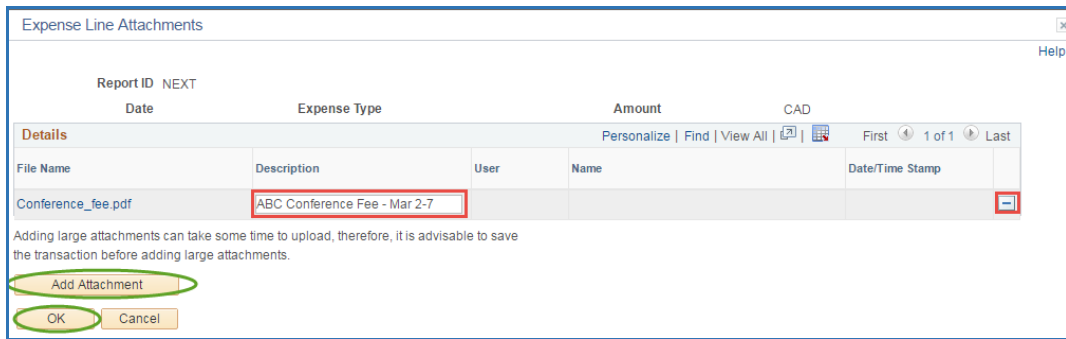 Expense Line Attachments
Help
Report ID NEXT
Date Expense Type Amount CAD
Details Personalize | Find | View All | | First 1 of 1 Last
File Name Description User Name Date/Time Stamp
Conference_fee.pdf ABC Conference Fee - Mar 2-7
Adding large attachments can take some time to upload, therefore, it is advisable to save
the transaction before adding large attachments.
Add Attachment
OK Cancel